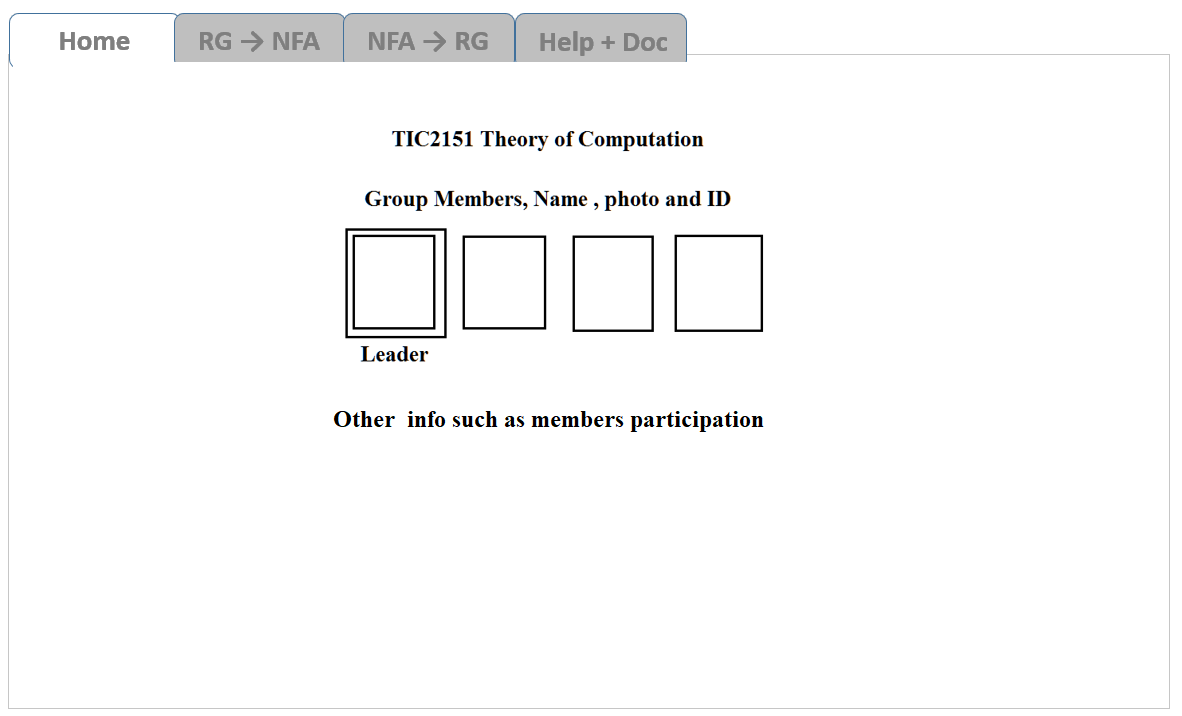 Home RG → NFA NFA → RG Help + Doc
TIC2151 Theory of Computation
Group Members, Name , photo and ID
Leader
Other info such as members participation